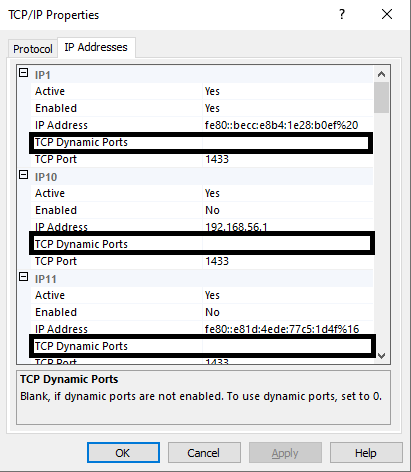 TCP/IP Properties ? ×
Protocol IP Addresses
IP1
Active Yes
Enabled Yes
IP Address fe80::becc:e8b4:1e28:b0ef%20
TCP Dynamic Ports
TCP Port 1433
IP10
Active Yes
Enabled No
IP Address 192.168.56.1
TCP Dynamic Ports
TCP Port 1433
IP11
Active Yes
Enabled No
IP Address fe80::e81d:4ede:77c5:1d4f%16
TCP Dynamic Ports
TCP Port 1433
TCP Dynamic Ports
Blank, if dynamic ports are not enabled. To use dynamic ports, set to 0.
OK Cancel Apply Help